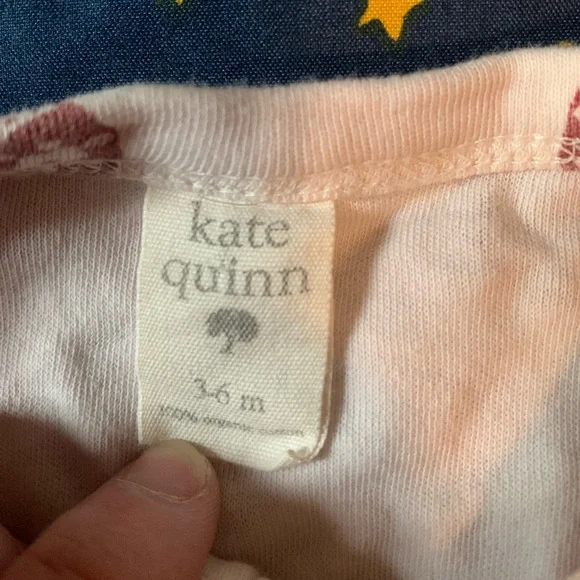 kate
quinn
3-6 m
100% organic cotton